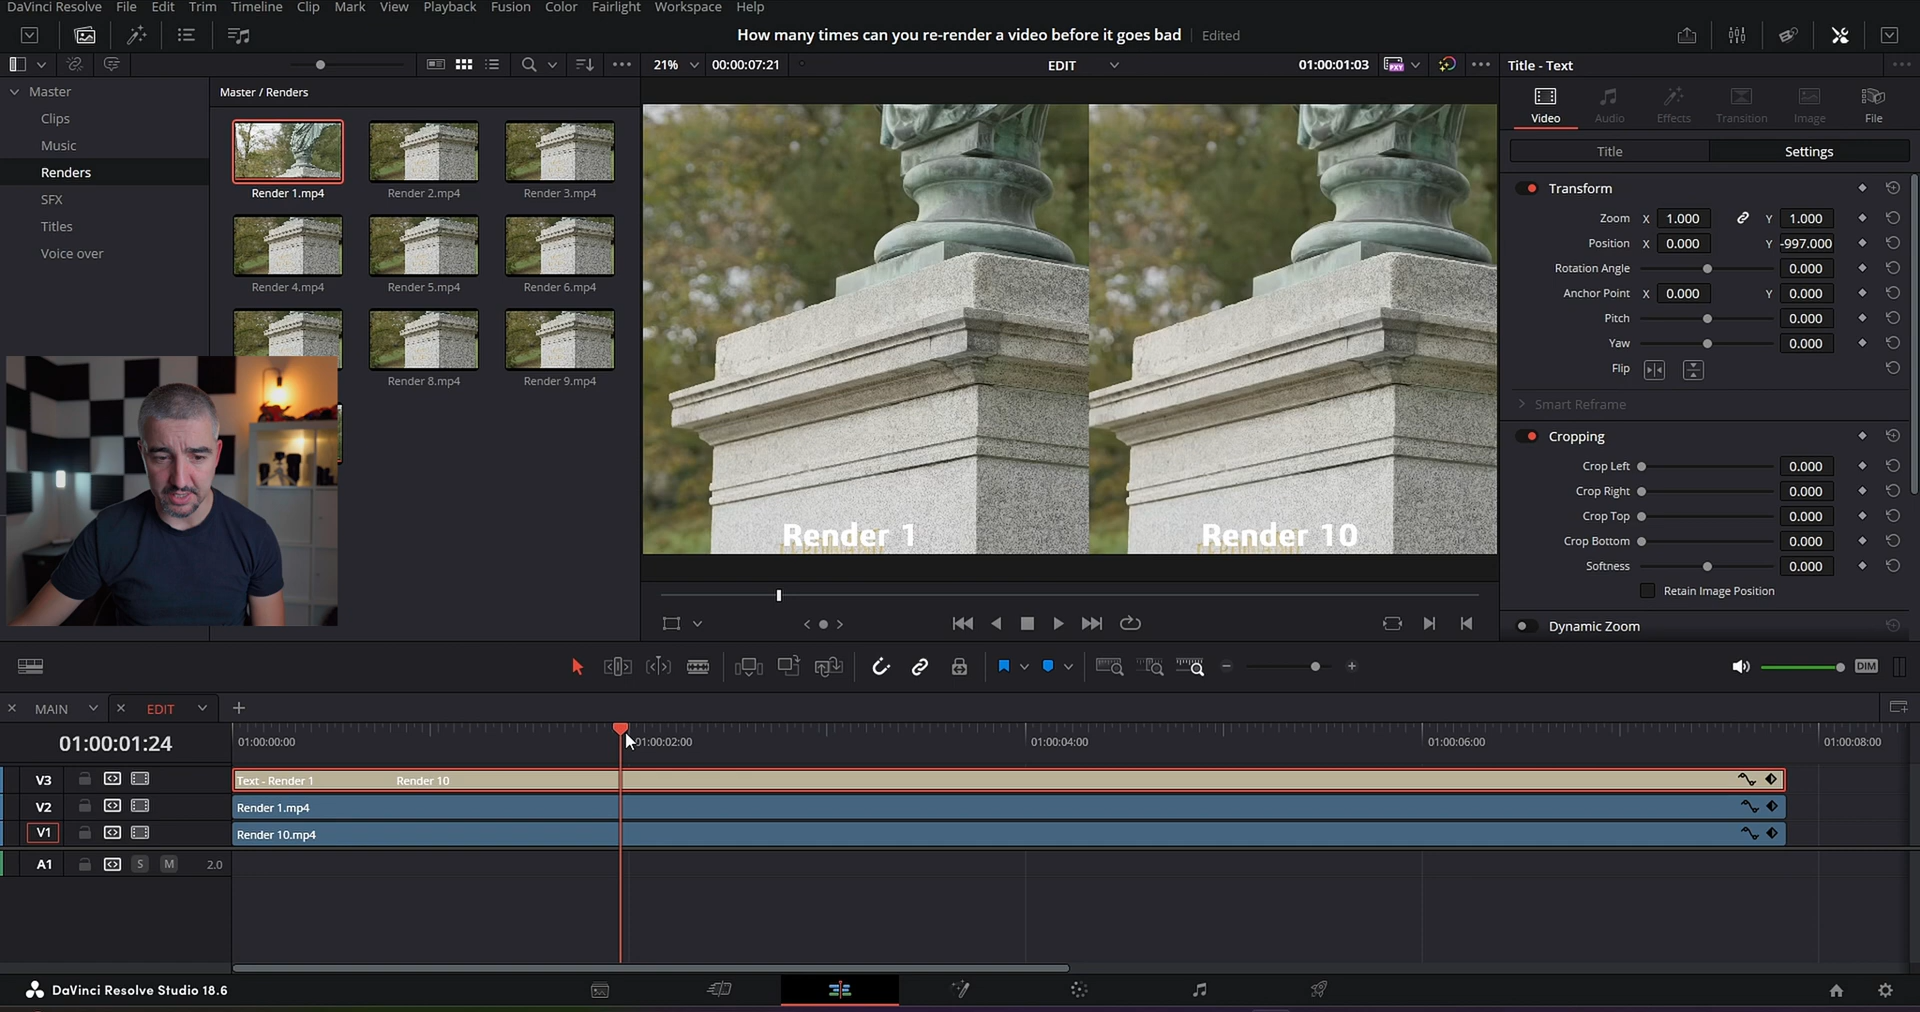 DaVinci Resolve File Edit Trim Timeline Clip Mark View Playback Fusion Color Fairlight Workspace Help
How many times can you re-render a video before it goes bad Edited
21% 00:00:07:21 EDIT 01:00:01:03 PXY Title - Text
Master
Clips
Music
Renders
SFX
Titles
Voice over
Master / Renders
Render 1.mp4 Render 2.mp4 Render 3.mp4
Render 4.mp4 Render 5.mp4 Render 6.mp4
Render 8.mp4 Render 9.mp4
Render 1 Render 10
Video Audio Effects Transition Image File
Title Settings
Transform
Zoom X 1.000 Y 1.000
Position X 0.000 Y -997.000
Rotation Angle 0.000
Anchor Point X 0.000 Y 0.000
Pitch 0.000
Yaw 0.000
Flip
Smart Reframe
Cropping
Crop Left 0.000
Crop Right 0.000
Crop Top 0.000
Crop Bottom 0.000
Softness 0.000
Retain Image Position
Dynamic Zoom
DIM
MAIN EDIT
01:00:01:24 01:00:00:00 01:00:02:00 01:00:04:00 01:00:06:00 01:00:08:00
V3 Text - Render 1 Render 10
V2 Render 1.mp4
V1 Render 10.mp4
A1 S M 2.0
DaVinci Resolve Studio 18.6